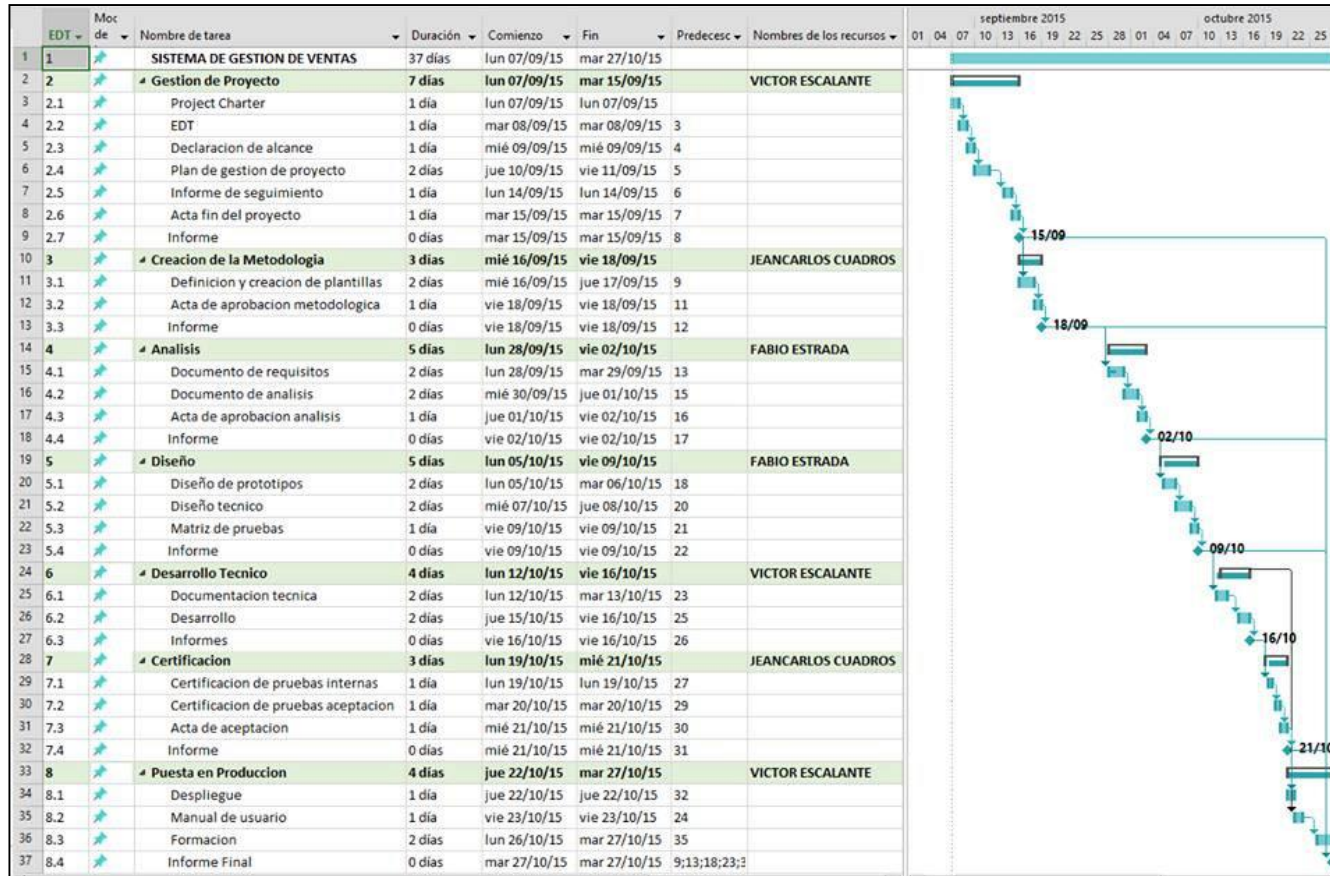 septiembre 2015 octubre 2015
EDT Moc de Nombre de tarea Duración Comienzo Fin Predecesc Nombres de los recursos 01 04 07 10 13 16 19 22 25 28 01 04 07 10 13 16 19 22 25
1 1 SISTEMA DE GESTION DE VENTAS 37 días lun 07/09/15 mar 27/10/15
2 2 Gestion de Proyecto 7 días lun 07/09/15 mar 15/09/15 VICTOR ESCALANTE
3 2.1 Project Charter 1 día lun 07/09/15 lun 07/09/15
4 2.2 EDT 1 día mar 08/09/15 mar 08/09/15 3
5 2.3 Declaracion de alcance 1 día mié 09/09/15 mié 09/09/15 4
6 2.4 Plan de gestion de proyecto 2 días jue 10/09/15 vie 11/09/15 5
7 2.5 Informe de seguimiento 1 día lun 14/09/15 lun 14/09/15 6
8 2.6 Acta fin del proyecto 1 día mar 15/09/15 mar 15/09/15 7
9 2.7 Informe 0 días mar 15/09/15 mar 15/09/15 8 15/09
10 3 Creacion de la Metodologia 3 días mié 16/09/15 vie 18/09/15 JEANCARLOS CUADROS
11 3.1 Definicion y creacion de plantillas 2 días mié 16/09/15 jue 17/09/15 9
12 3.2 Acta de aprobacion metodologica 1 día vie 18/09/15 vie 18/09/15 11
13 3.3 Informe 0 días vie 18/09/15 vie 18/09/15 12 18/09
14 4 Analisis 5 días lun 28/09/15 vie 02/10/15 FABIO ESTRADA
15 4.1 Documento de requisitos 2 días lun 28/09/15 mar 29/09/15 13
16 4.2 Documento de analisis 2 días mié 30/09/15 jue 01/10/15 15
17 4.3 Acta de aprobacion analisis 1 día jue 01/10/15 vie 02/10/15 16
18 4.4 Informe 0 días vie 02/10/15 vie 02/10/15 17 02/10
19 5 Diseño 5 días lun 05/10/15 vie 09/10/15 FABIO ESTRADA
20 5.1 Diseño de prototipos 2 días lun 05/10/15 mar 06/10/15 18
21 5.2 Diseño tecnico 2 días mié 07/10/15 jue 08/10/15 20
22 5.3 Matriz de pruebas 1 día vie 09/10/15 vie 09/10/15 21
23 5.4 Informe 0 días vie 09/10/15 vie 09/10/15 22 09/10
24 6 Desarrollo Tecnico 4 días lun 12/10/15 vie 16/10/15 VICTOR ESCALANTE
25 6.1 Documentacion tecnica 2 días lun 12/10/15 mar 13/10/15 23
26 6.2 Desarrollo 2 días jue 15/10/15 vie 16/10/15 25
27 6.3 Informes 0 días vie 16/10/15 vie 16/10/15 26 16/10
28 7 Certificacion 3 días lun 19/10/15 mié 21/10/15 JEANCARLOS CUADROS
29 7.1 Certificacion de pruebas internas 1 día lun 19/10/15 lun 19/10/15 27
30 7.2 Certificacion de pruebas aceptacion 1 día mar 20/10/15 mar 20/10/15 29
31 7.3 Acta de aceptacion 1 día mié 21/10/15 mié 21/10/15 30
32 7.4 Informe 0 días mié 21/10/15 mié 21/10/15 31 21/10
33 8 Puesta en Produccion 4 días jue 22/10/15 mar 27/10/15 VICTOR ESCALANTE
34 8.1 Despliegue 1 día jue 22/10/15 jue 22/10/15 32
35 8.2 Manual de usuario 1 día vie 23/10/15 vie 23/10/15 24
36 8.3 Formacion 2 días lun 26/10/15 mar 27/10/15 35
37 8.4 Informe Final 0 días mar 27/10/15 mar 27/10/15 9;13;18;23;3